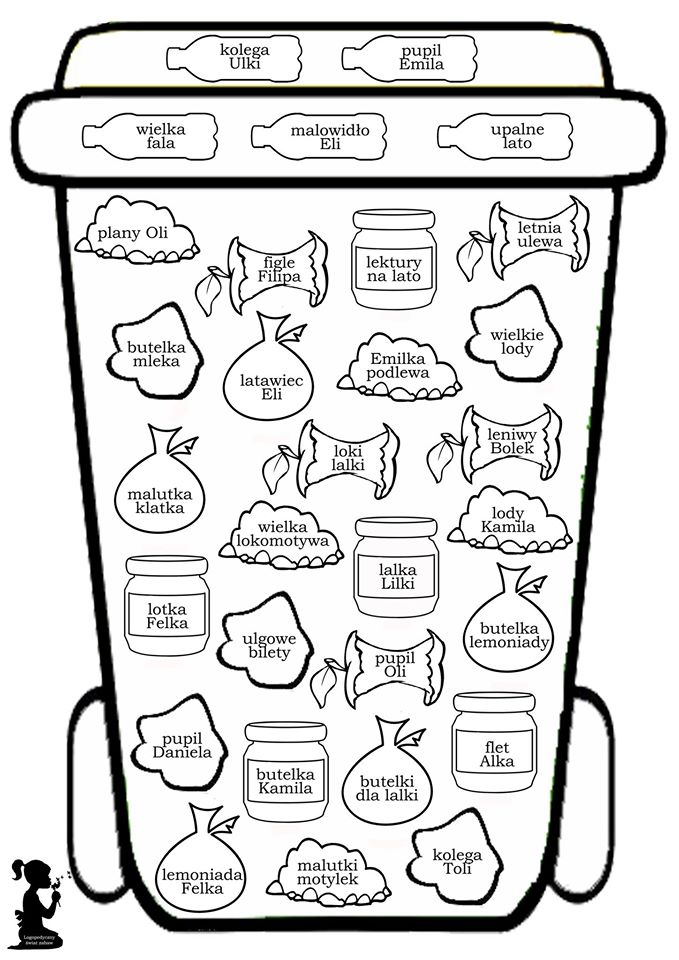 kolega
Ulki
pupil
Emila
wielka
fala
malowidło
Eli
upalne
lato
plany Oli
figle
Filipa
lektury
na lato
letnia
ulewa
butelka
mleka
latawiec
Eli
Emilka
podlewa
wielkie
lody
malutka
klatka
loki
lalki
leniwy
Bolek
wielka
lokomotywa
lody
Kamila
lalka
Lilki
lotka
Felka
ulgowe
bilety
butelka
lemoniady
pupil
Oli
pupil
Daniela
butelka
Kamila
butelki
dla lalki
flet
Alka
lemoniada
Felka
malutki
motylek
kolega
Toli
Logopedyczny
świat zabaw